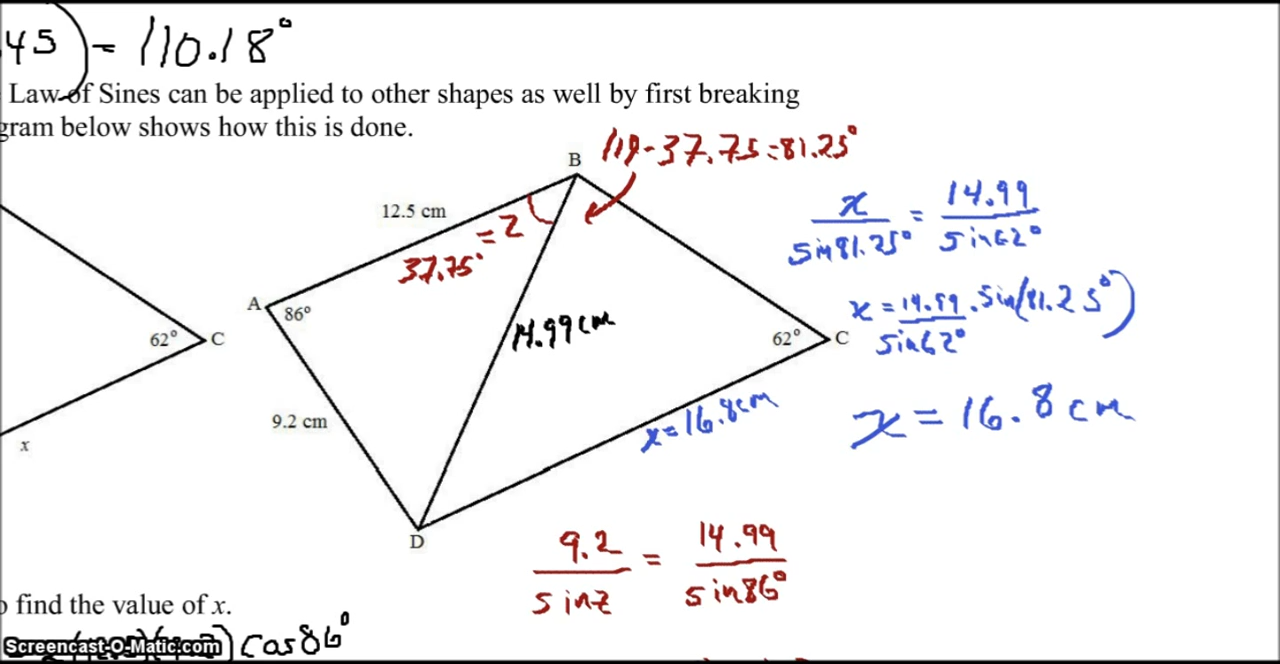 45) = 110.18°
Law of Sines can be applied to other shapes as well by first breaking
gram below shows how this is done.
B
119-37.75=81.25°
12.5 cm
= Z
37.75°
x/sin81.25° = 14.99/sin62°
A
86°
62°
C
14.99cm
62°
C
x = 14.99/sin62° . sin(81.25°)
9.2 cm
x=16.8cm
x = 16.8 cm
x
D
9.2/sinz = 14.99/sin86°
o find the value of x.
) cos86°
Screencast-O-Matic.com